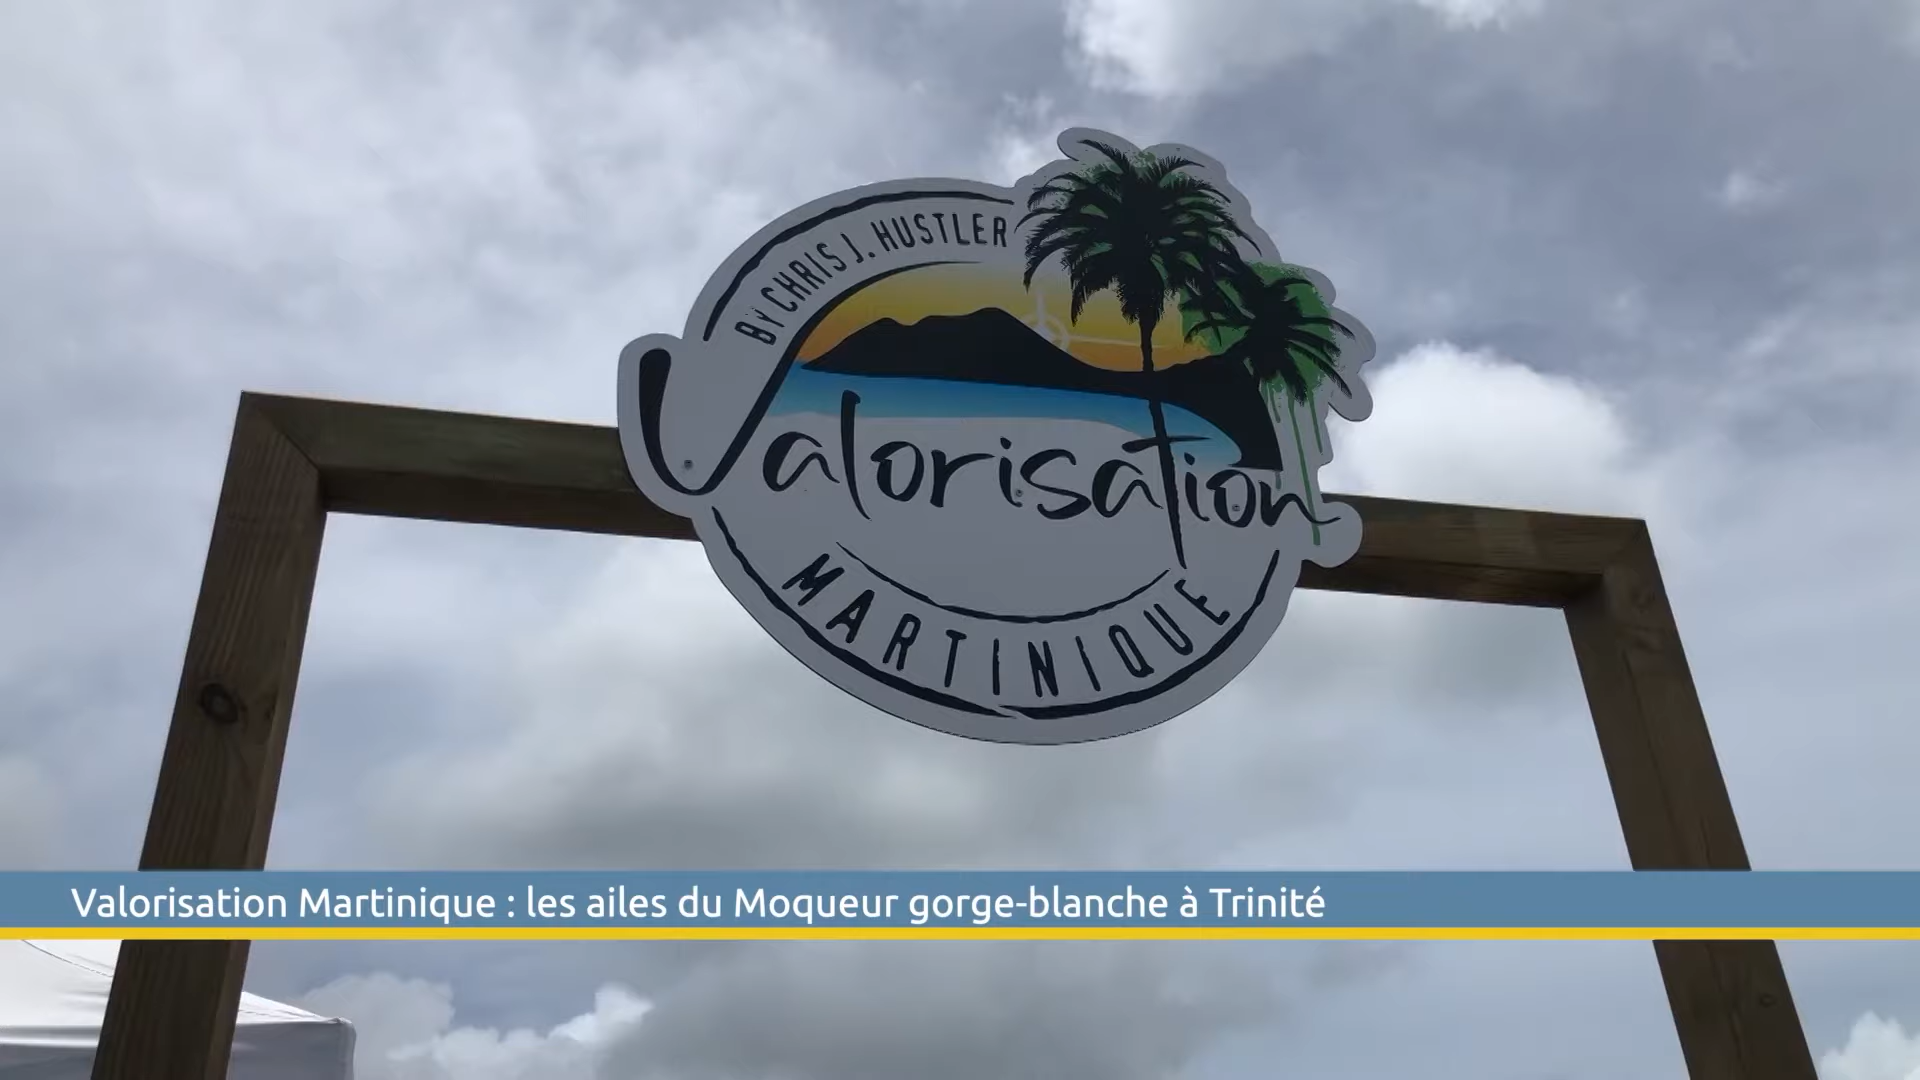 BY CHRIS J. HUSTLER
Valorisation
MARTINIQUE
Valorisation Martinique : les ailes du Moqueur gorge-blanche à Trinité